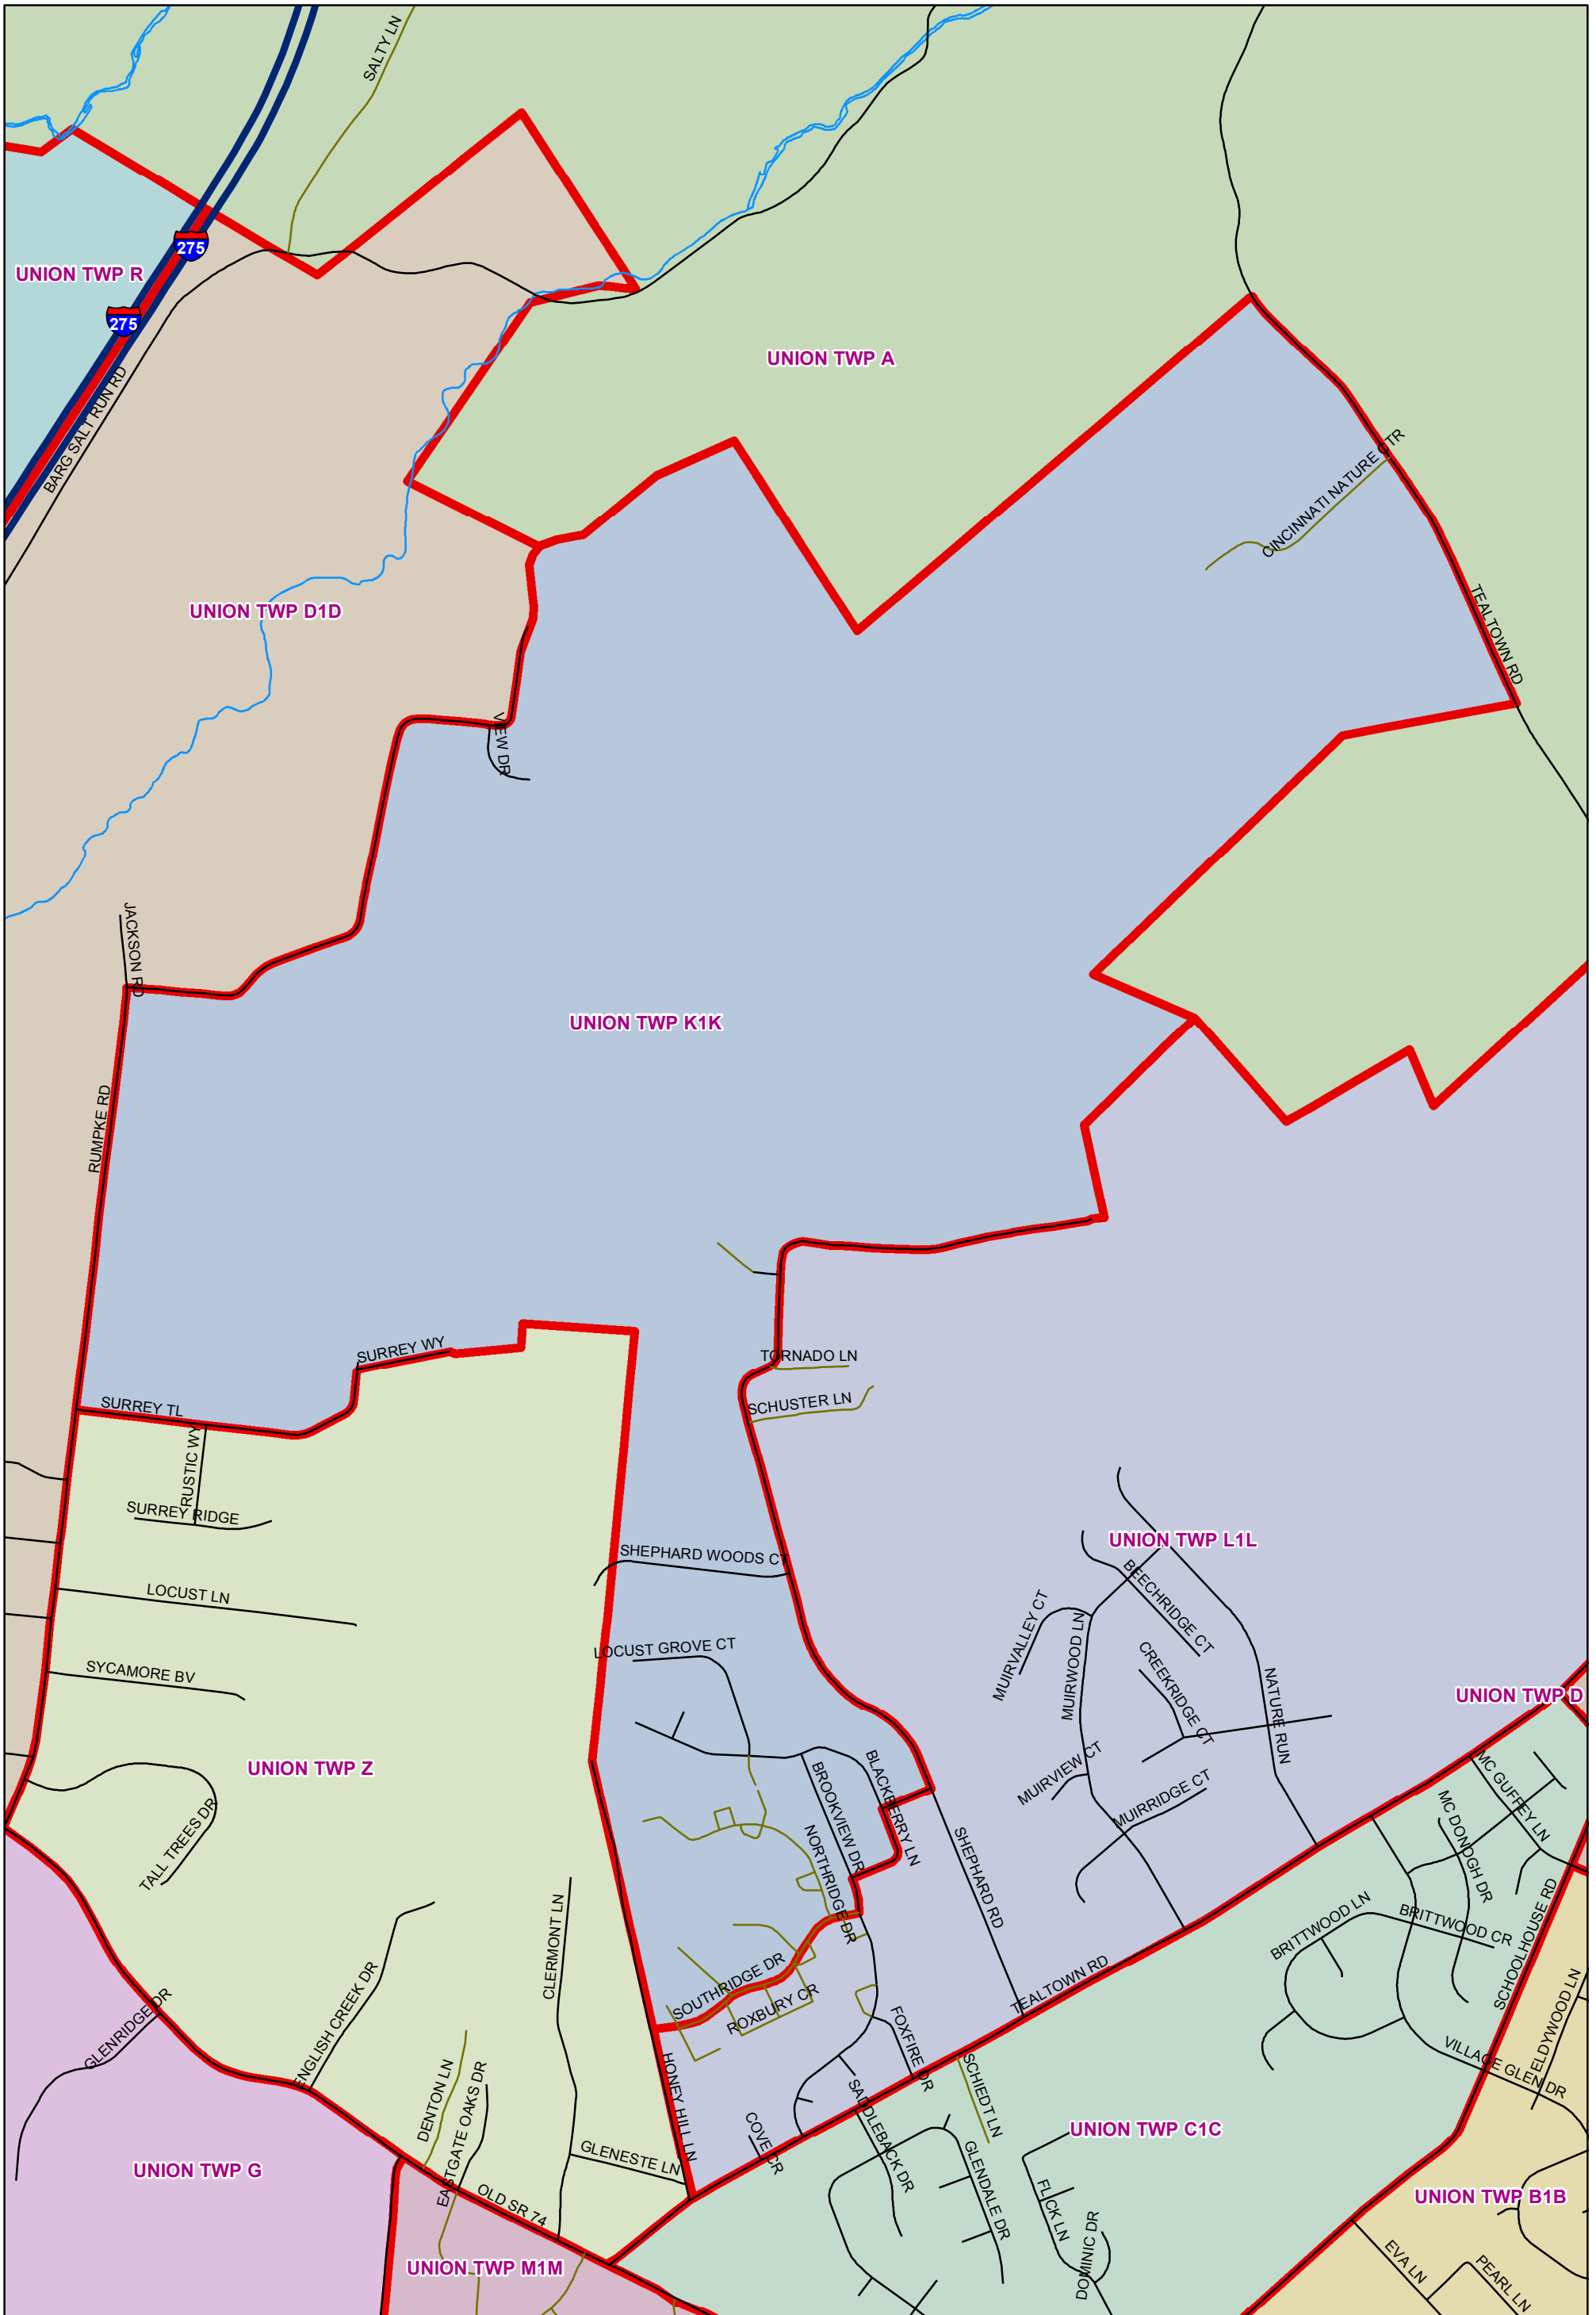 SALTY LN
275
UNION TWP R
275
BARG SALT RUN RD
UNION TWP A
CINCINNATI NATURE CTR
TEALTOWN RD
UNION TWP D1D
VIEW DR
JACKSON RD
UNION TWP K1K
RUMPKE RD
SURREY WY
TORNADO LN
SURREY TL
SCHUSTER LN
RUSTIC WY
SURREY RIDGE
UNION TWP L1L
SHEPHARD WOODS CT
BEECHRIDGE CT
LOCUST LN
MUIRVALLEY CT
MUIRWOOD LN
LOCUST GROVE CT
CREEKRIDGE CT
SYCAMORE BV
NATURE RUN
UNION TWP D
UNION TWP Z
BLACKBERRY LN
BROOKVIEW DR
MUIRVIEW CT
MUIRRIDGE CT
MC GUFFEY LN
MC DONOGH DR
TALL TREES DR
NORTHRIDGE DR
SHEPHARD RD
CLERMONT LN
BRITTWOOD LN
BRITTWOOD CR
SCHOOLHOUSE RD
SOUTHRIDGE DR
ROXBURY CR
TEALTOWN RD
GLENRIDGE DR
ENGLISH CREEK DR
FOXFIRE DR
ELDYWOOD LN
VILLAGE GLEN DR
DENTON LN
EASTGATE OAKS DR
HONEY HILL LN
SCHIEDT LN
SADDLEBACK DR
COVE CR
UNION TWP C1C
GLENESTE LN
GLENDALE DR
UNION TWP G
FLICK LN
UNION TWP B1B
OLD SR 74
DOMINIC DR
UNION TWP M1M
EVA LN
PEARL LN